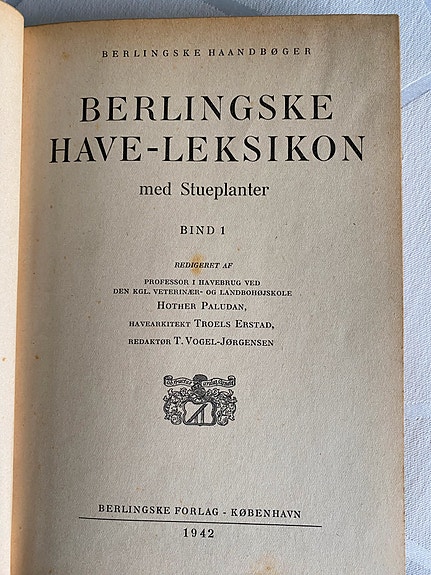 BERLINGSKE HAANDBØGER
BERLINGSKE
HAVE-LEKSIKON
med Stueplanter
BIND 1
REDIGERET AF
PROFESSOR I HAVEBRUG VED
DEN KGL. VETERINÆR- OG LANDBOHØJSKOLE
HOTHER PALUDAN,
HAVEARKITEKT TROELS ERSTAD,
REDAKTØR T. VOGEL-JØRGENSEN
BERLINGSKE FORLAG - KØBENHAVN
1942